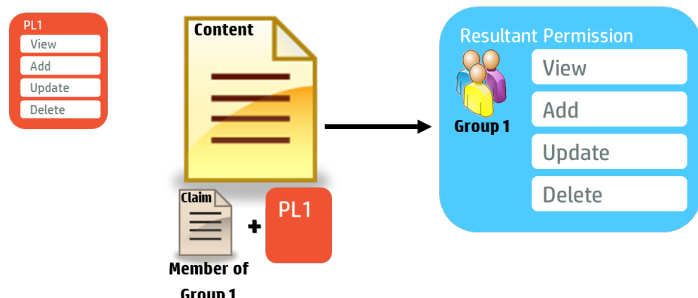 PL1
View
Add
Update
Delete
Content
Claim
+
PL1
Member of
Group 1
Resultant Permission
Group 1
View
Add
Update
Delete